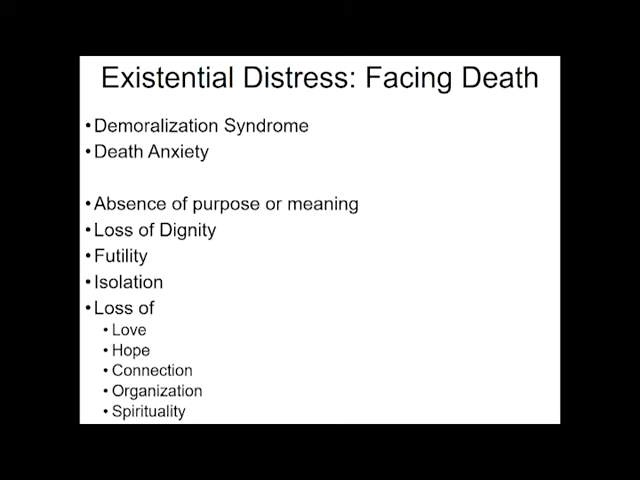 Existential Distress: Facing Death
• Demoralization Syndrome
• Death Anxiety
• Absence of purpose or meaning
• Loss of Dignity
• Futility
• Isolation
• Loss of
• Love
• Hope
• Connection
• Organization
• Spirituality